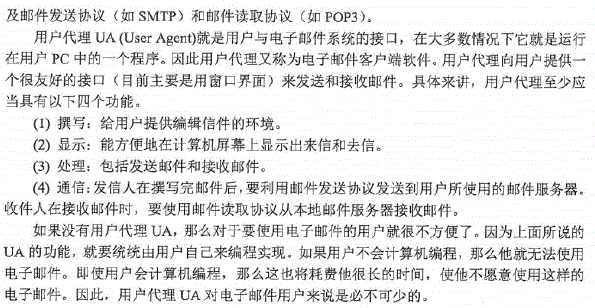 及邮件发送协议（如 SMTP）和邮件读取协议（如 POP3）。
用户代理 UA (User Agent)就是用户与电子邮件系统的接口，在大多数情况下它就是运行
在用户 PC 中的一个程序。因此用户代理又称为电子邮件客户端软件。用户代理向用户提供一
个很友好的接口（目前主要是用窗口界面）来发送和接收邮件。具体来讲，用户代理至少应
当具有以下四个功能。
(1) 撰写：给用户提供编辑信件的环境。
(2) 显示：能方便地在计算机屏幕上显示出来信和去信。
(3) 处理：包括发送邮件和接收邮件。
(4) 通信：发信人在撰写完邮件后，要利用邮件发送协议发送到用户所使用的邮件服务器。
收件人在接收邮件时，要使用邮件读取协议从本地邮件服务器接收邮件。
如果没有用户代理 UA，那么对于要使用电子邮件的用户就很不方便了。因为上面所说的
UA 的功能，就要统统由用户自己来编程实现。如果用户不会计算机编程，那么他就无法使用
电子邮件。即使用户会计算机编程，那么这也将耗费他很长的时间，使他不愿意使用这样的
电子邮件。因此，用户代理 UA 对电子邮件用户来说是必不可少的。